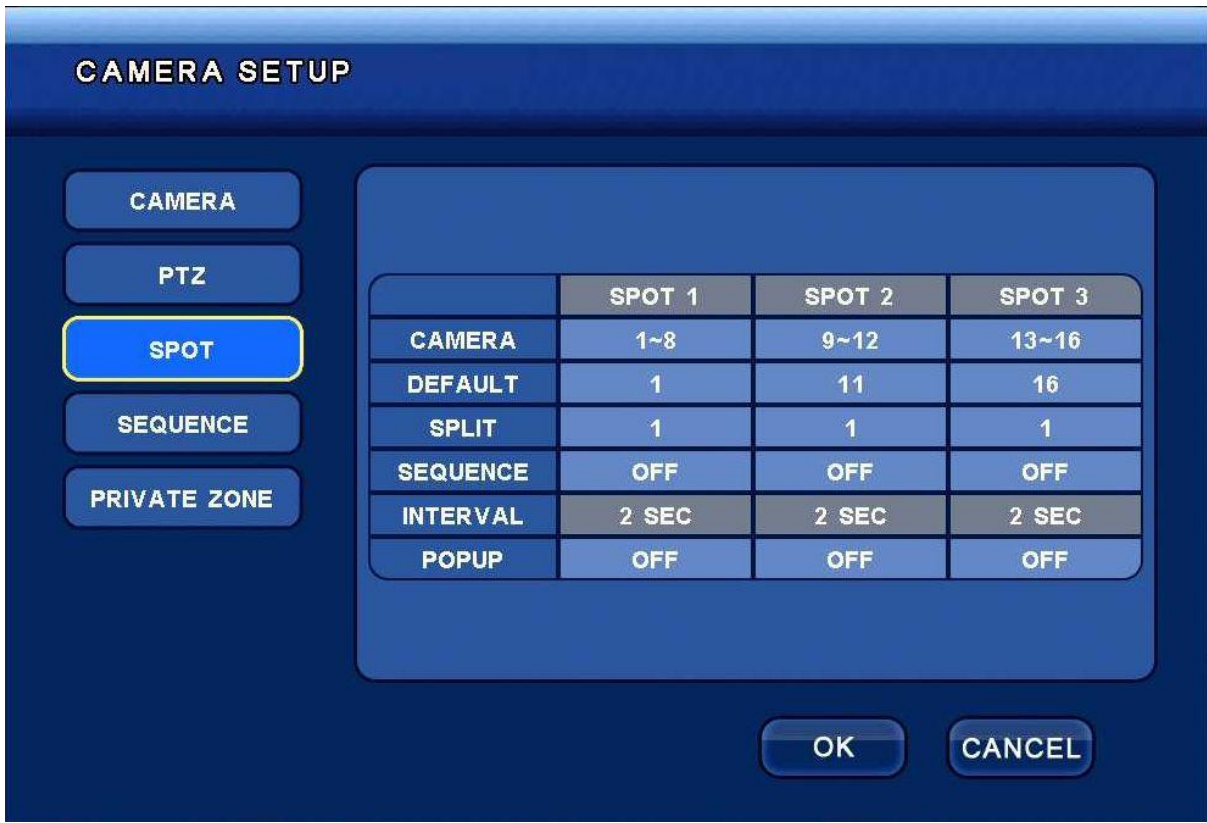 CAMERA SETUP
CAMERA
PTZ
SPOT
SEQUENCE
PRIVATE ZONE
SPOT 1 SPOT 2 SPOT 3
CAMERA 1~8 9~12 13~16
DEFAULT 1 11 16
SPLIT 1 1 1
SEQUENCE OFF OFF OFF
INTERVAL 2 SEC 2 SEC 2 SEC
POPUP OFF OFF OFF
OK CANCEL